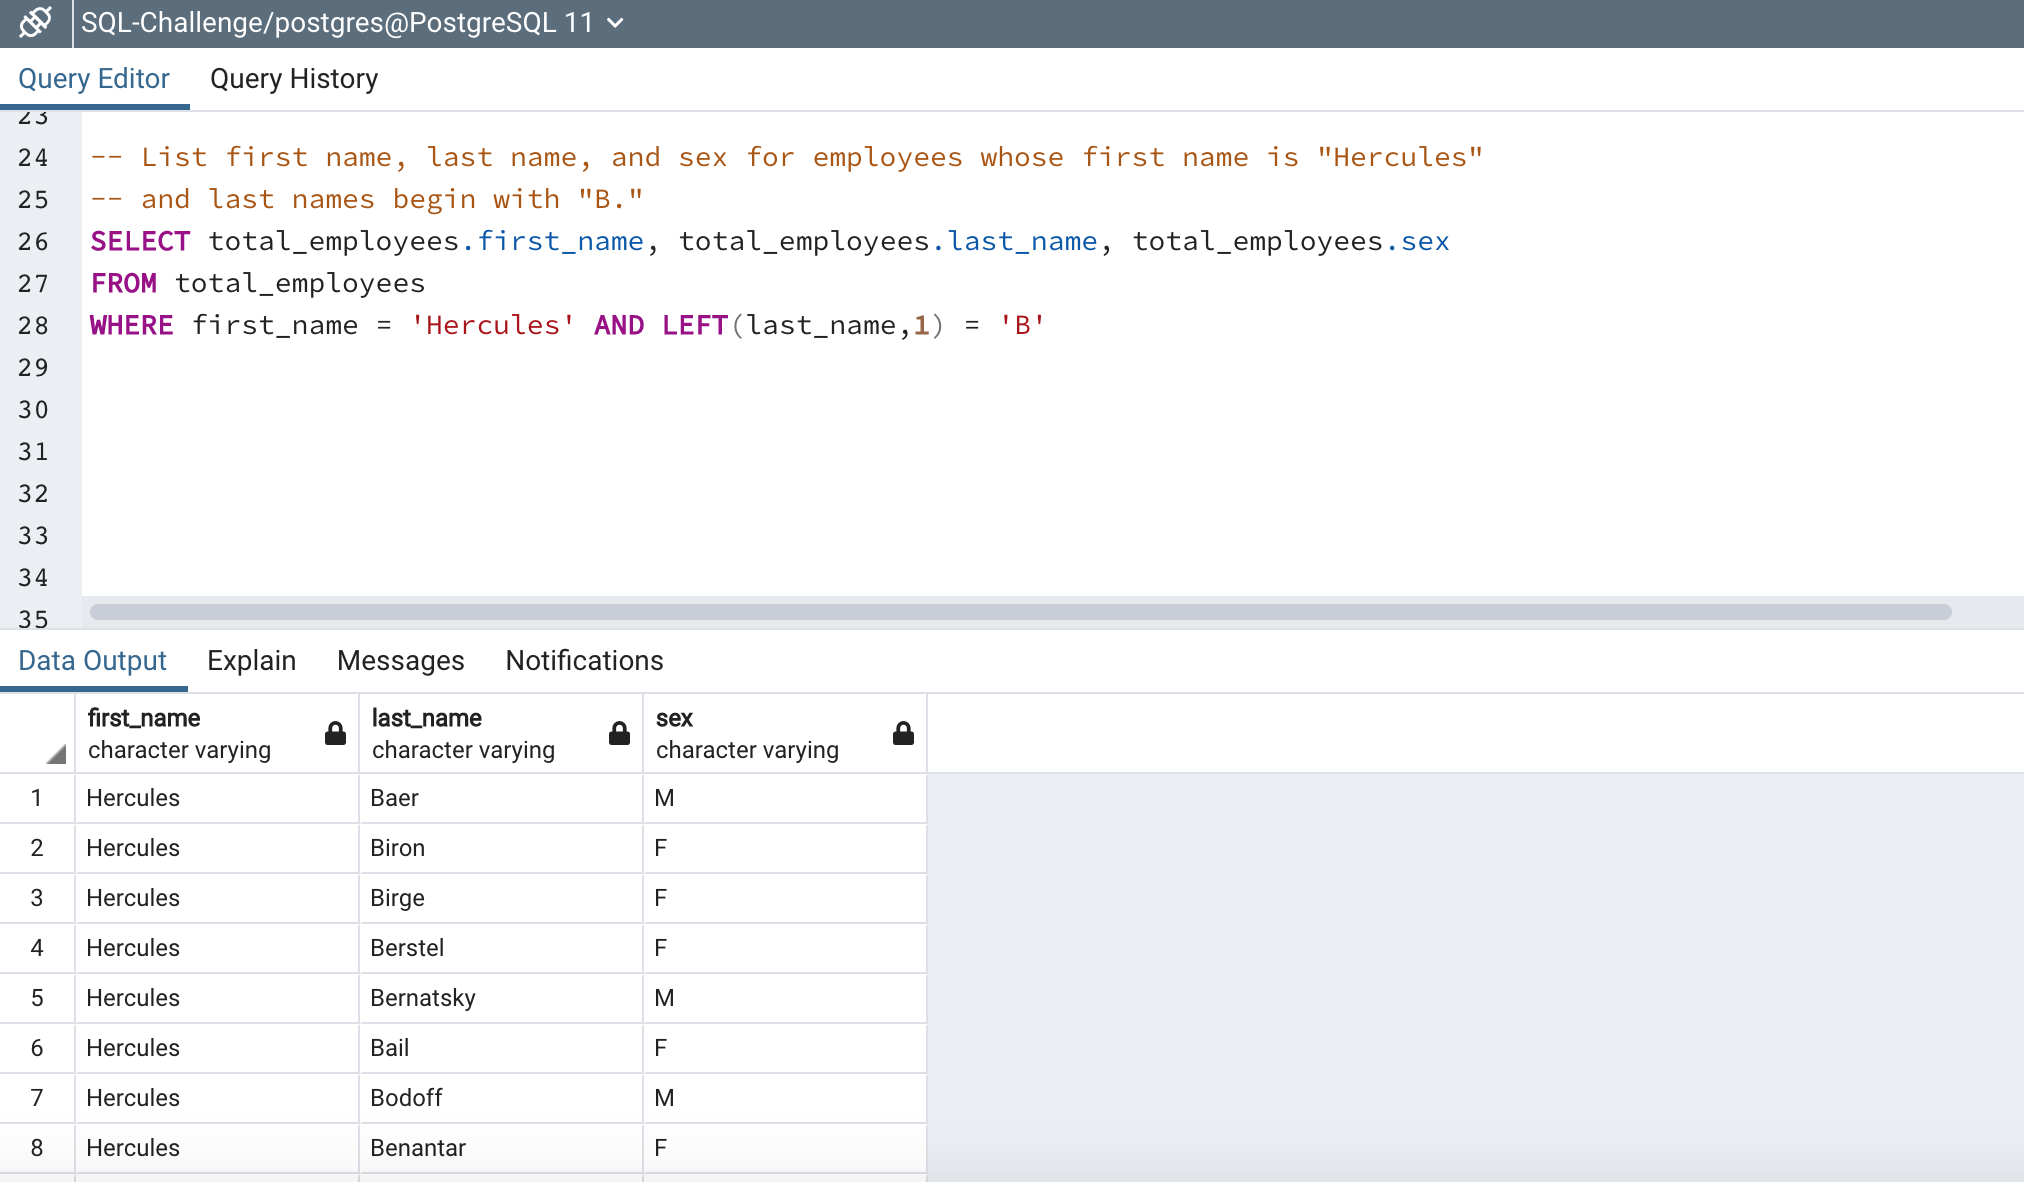 SQL-Challenge/postgres@PostgreSQL 11
Query Editor Query History
23
24 -- List first name, last name, and sex for employees whose first name is "Hercules"
25 -- and last names begin with "B."
26 SELECT total_employees.first_name, total_employees.last_name, total_employees.sex
27 FROM total_employees
28 WHERE first_name = 'Hercules' AND LEFT(last_name,1) = 'B'
29
30
31
32
33
34
35
Data Output Explain Messages Notifications
first_name last_name sex
character varying character varying character varying
1 Hercules Baer M
2 Hercules Biron F
3 Hercules Birge F
4 Hercules Berstel F
5 Hercules Bernatsky M
6 Hercules Bail F
7 Hercules Bodoff M
8 Hercules Benantar F